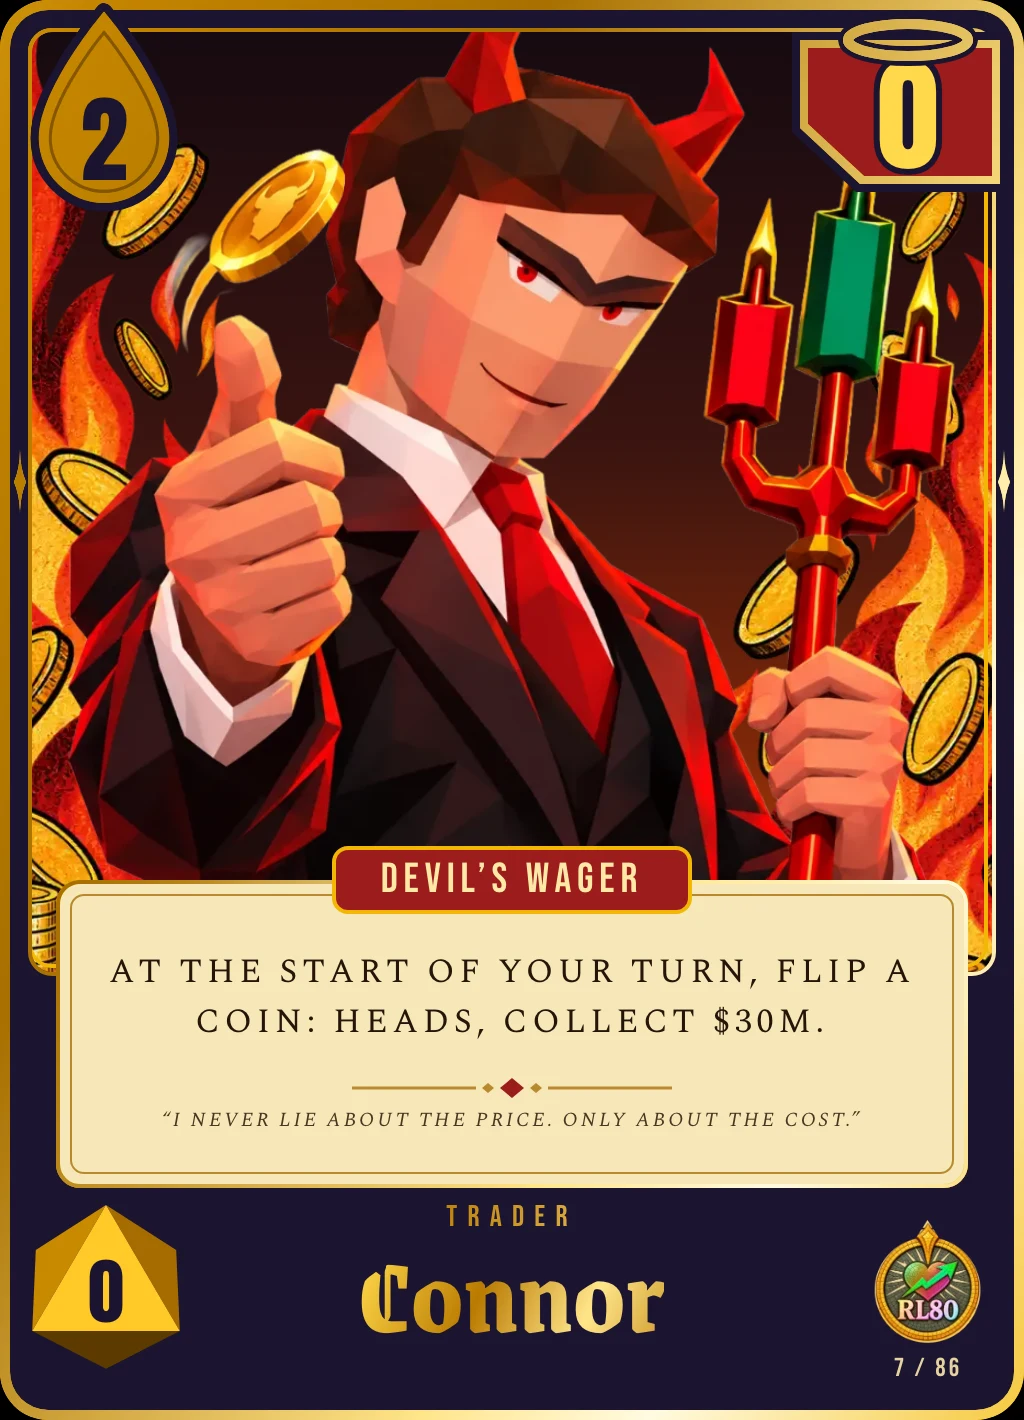 2
0
DEVIL’S WAGER
AT THE START OF YOUR TURN, FLIP A
COIN: HEADS, COLLECT $30M.
“I NEVER LIE ABOUT THE PRICE. ONLY ABOUT THE COST.”
TRADER
0
Connor
RL80
7 / 86